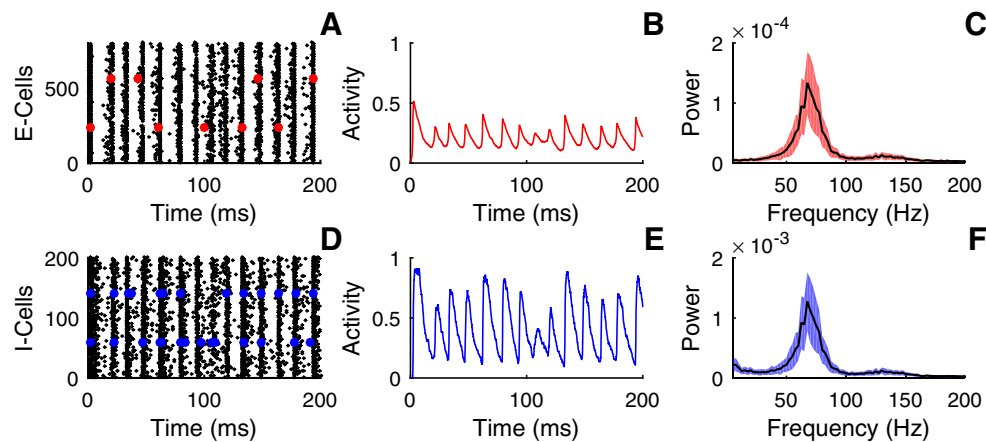 A
E-Cells
500
0
0 100 200
Time (ms)
B
Activity
1
0.5
0
0 100 200
Time (ms)
C
× 10⁻⁴
Power
2
1
0
50 100 150 200
Frequency (Hz)
D
I-Cells
200
100
0
0 100 200
Time (ms)
E
Activity
1
0.5
0
0 100 200
Time (ms)
F
× 10⁻³
Power
2
1
0
50 100 150 200
Frequency (Hz)